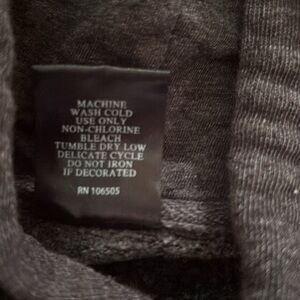 MACHINE
WASH COLD
USE ONLY
NON-CHLORINE
BLEACH
TUMBLE DRY LOW
DELICATE CYCLE
DO NOT IRON
IF DECORATED
RN 106505